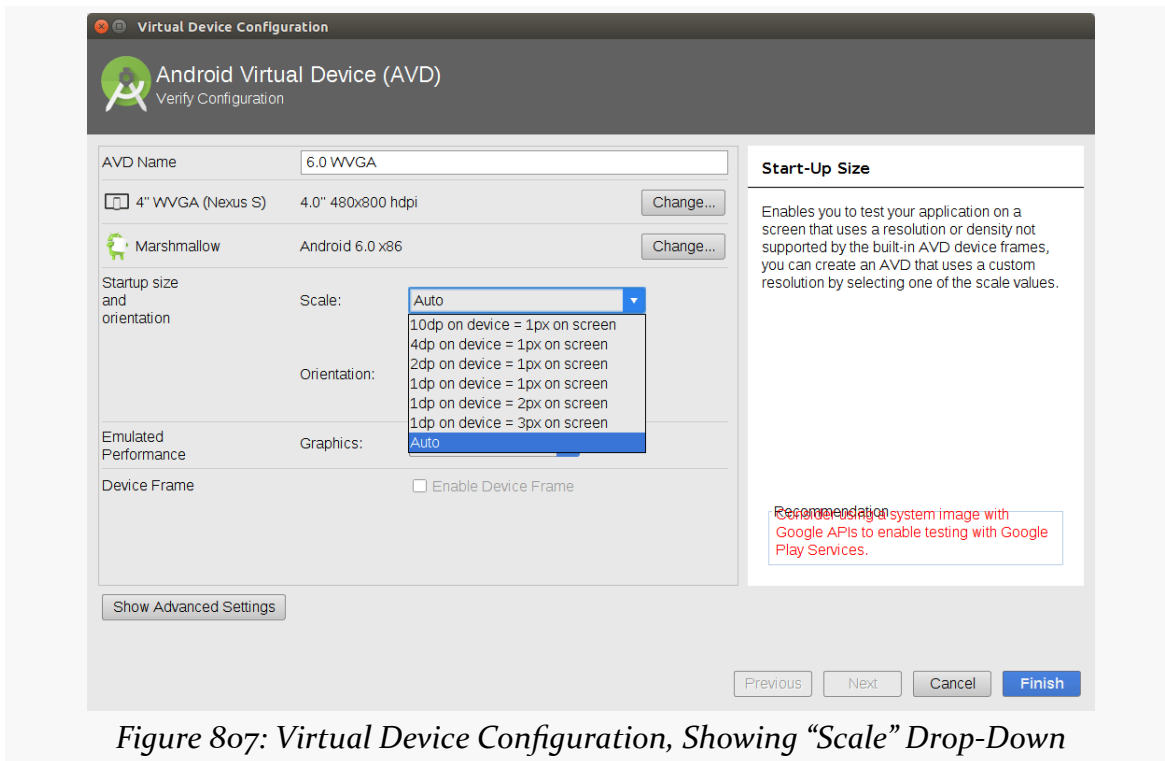 Virtual Device Configuration
Android Virtual Device (AVD)
Verify Configuration
AVD Name
6.0 WVGA
4" WVGA (Nexus S)
4.0" 480x800 hdpi
Change...
Marshmallow
Android 6.0 x86
Change...
Startup size
and
orientation
Scale:
Auto
10dp on device = 1px on screen
4dp on device = 1px on screen
2dp on device = 1px on screen
1dp on device = 1px on screen
1dp on device = 2px on screen
1dp on device = 3px on screen
Auto
Orientation:
Emulated
Performance
Graphics:
Device Frame
Enable Device Frame
Start-Up Size
Enables you to test your application on a
screen that uses a resolution or density not
supported by the built-in AVD device frames,
you can create an AVD that uses a custom
resolution by selecting one of the scale values.
Recommendation
Consider using a system image with
Google APIs to enable testing with Google
Play Services.
Show Advanced Settings
Previous
Next
Cancel
Finish
Figure 807: Virtual Device Configuration, Showing “Scale” Drop-Down